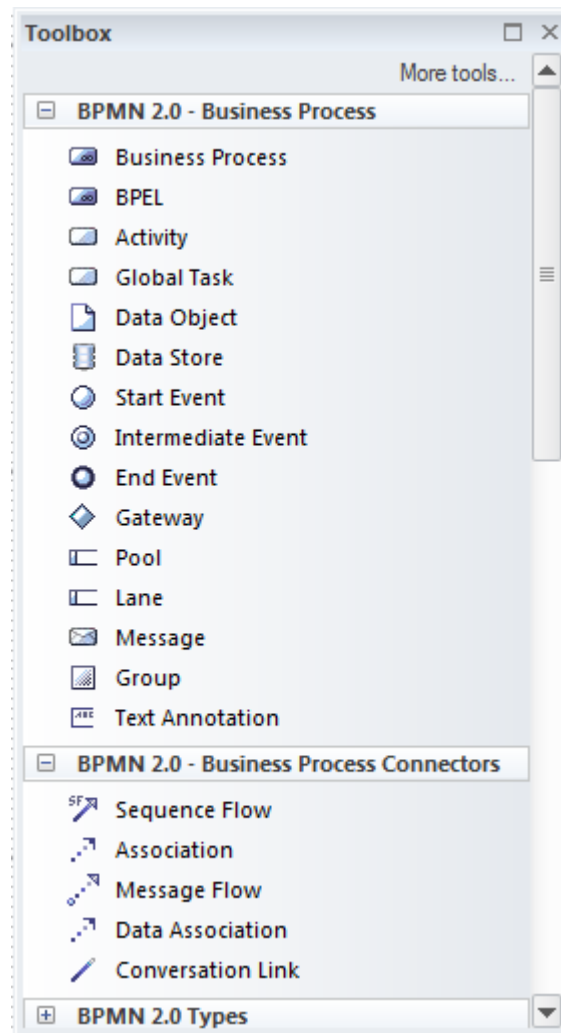 Toolbox
More tools...
BPMN 2.0 - Business Process
Business Process
BPEL
Activity
Global Task
Data Object
Data Store
Start Event
Intermediate Event
End Event
Gateway
Pool
Lane
Message
Group
ABC Text Annotation
BPMN 2.0 - Business Process Connectors
SF Sequence Flow
Association
Message Flow
Data Association
Conversation Link
BPMN 2.0 Types